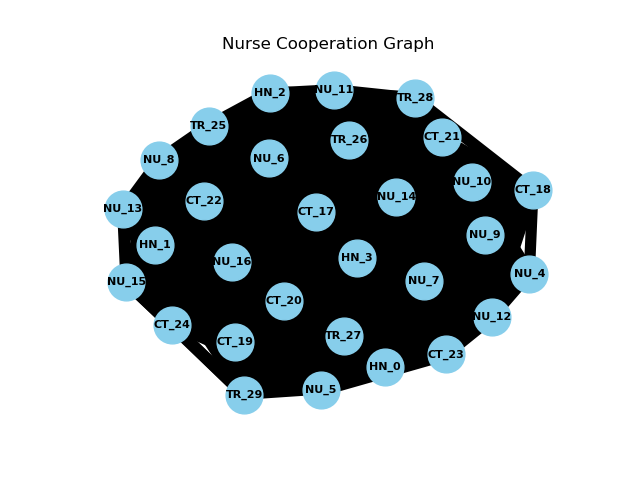 Nurse Cooperation Graph
HN_2
NU_11
TR_28
TR_25
CT_21
TR_26
NU_8
NU_6
NU_10
CT_18
NU_14
CT_22
NU_13
CT_17
NU_9
HN_1
HN_3
NU_16
NU_4
NU_7
NU_15
CT_20
NU_12
CT_24
TR_27
CT_19
CT_23
HN_0
NU_5
TR_29